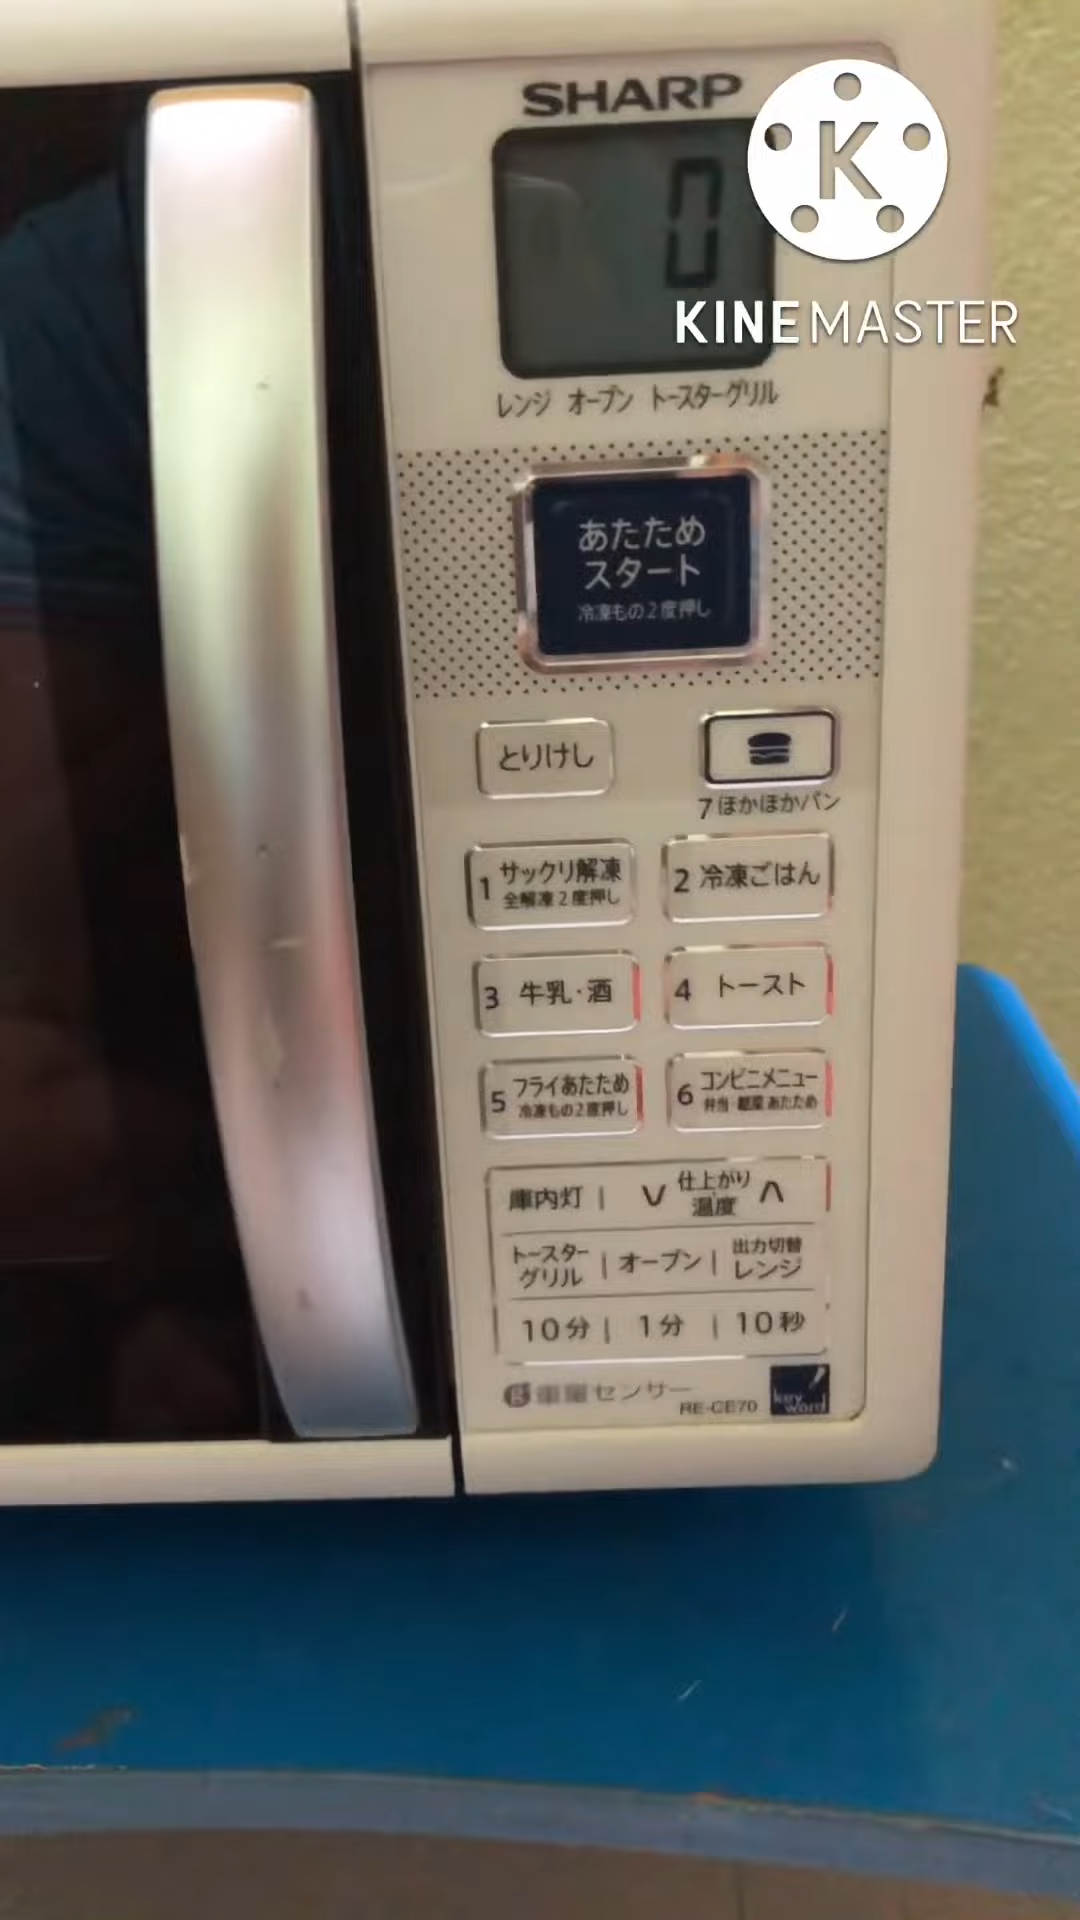 SHARP
0
K
KINEMASTER
レンジ オーブン トースターグリル
あたため
スタート
冷凍もの2度押し
とりけし
7ほかほかパン
1 サックリ解凍
全解凍2度押し
2 冷凍ごはん
3 牛乳・酒
4 トースト
5 フライあたため
冷凍もの2度押し
6 コンビニメニュー
弁当・総菜 あたため
庫内灯 | ∨ 仕上がり 温度 ∧
トースター グリル | オーブン | 出力切替 レンジ
10分 | 1分 | 10秒
g 重量センサー
RE-CE70
key word